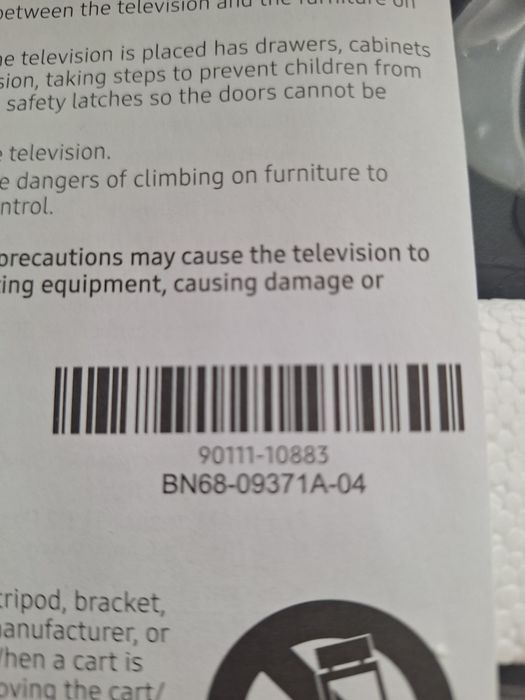 between the television and the furniture on
e television is placed has drawers, cabinets
sion, taking steps to prevent children from
safety latches so the doors cannot be
television.
e dangers of climbing on furniture to
ntrol.
precautions may cause the television to
ing equipment, causing damage or
90111-10883
BN68-09371A-04
tripod, bracket,
anufacturer, or
hen a cart is
oving the cart/